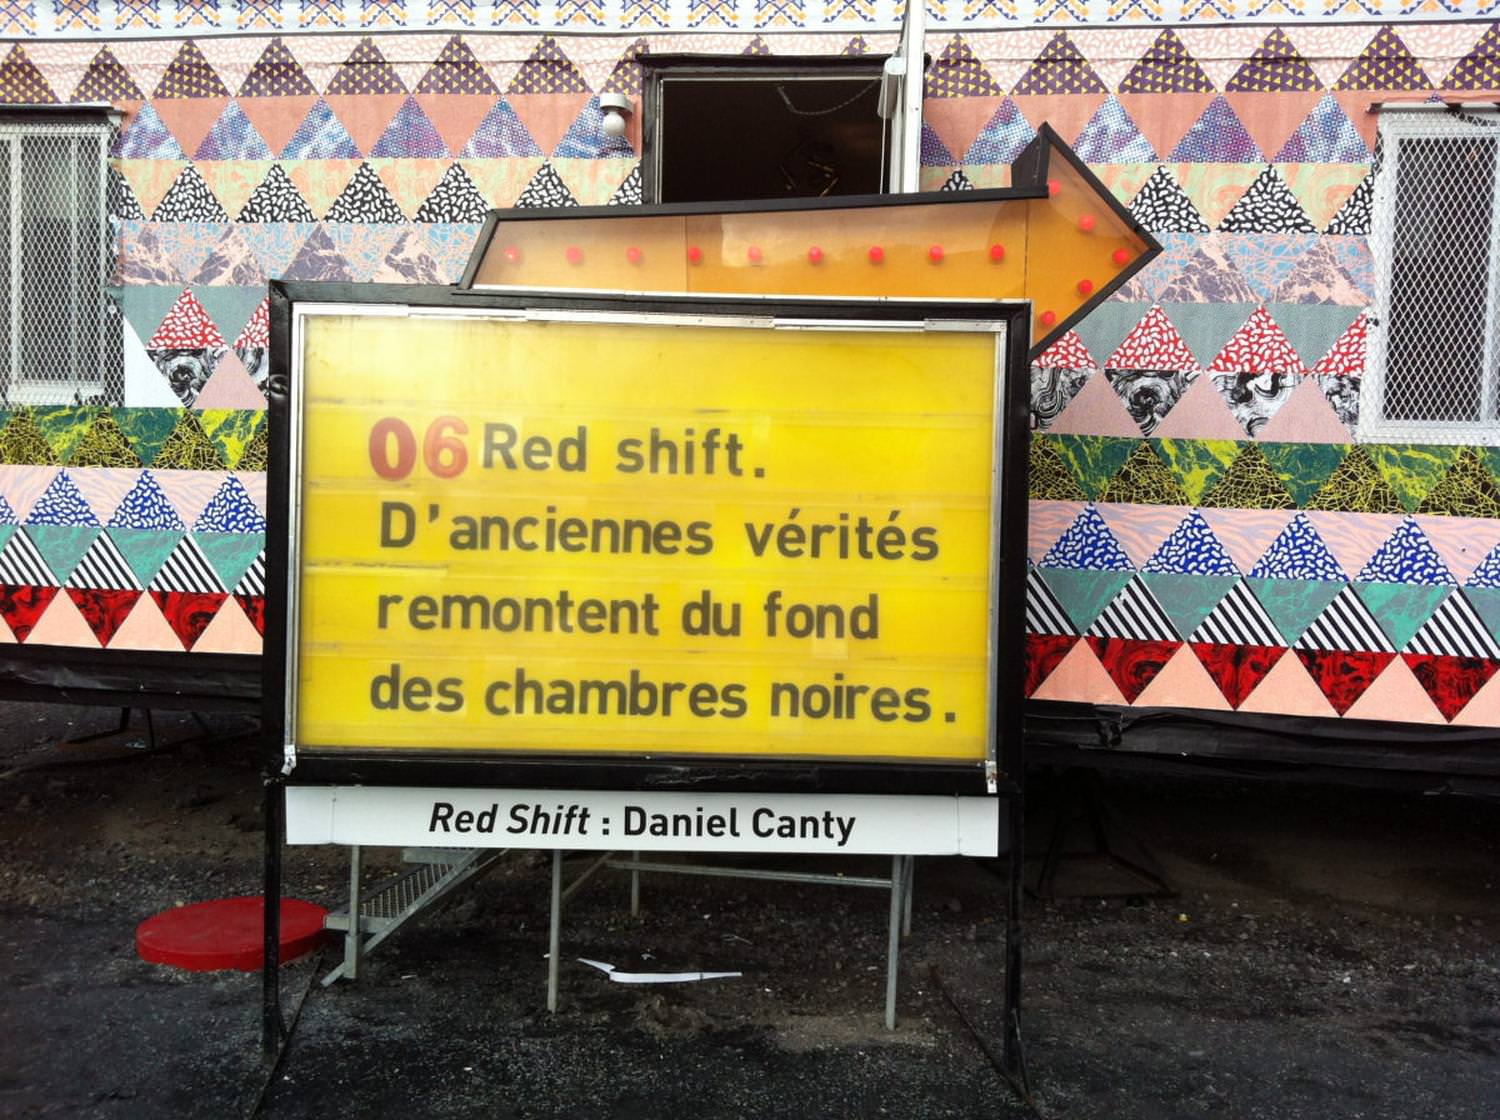 06 Red shift.
D'anciennes vérités
remontent du fond
des chambres noires.
Red Shift : Daniel Canty